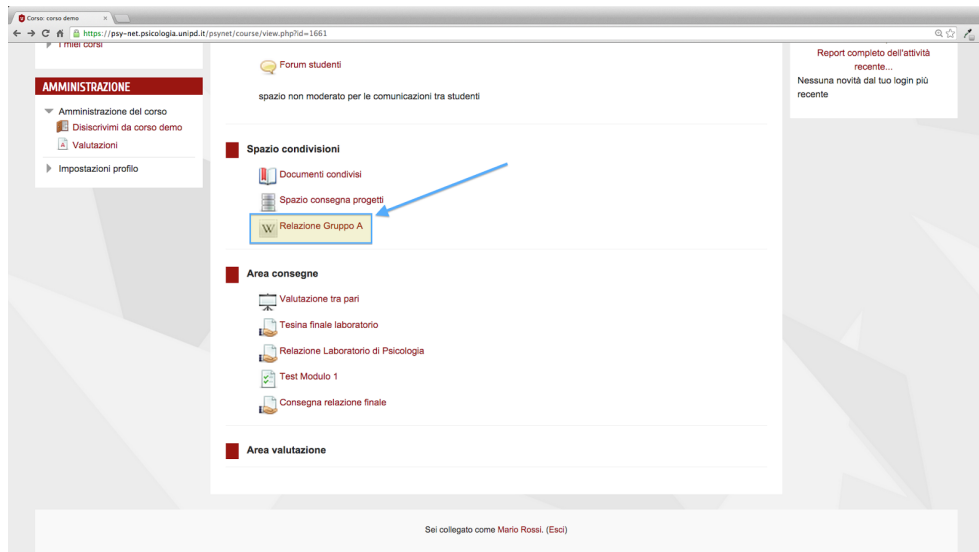 Corso: corso demo
https://psy-net.psicologia.unipd.it/psynet/course/view.php?id=1661
I miei corsi
AMMINISTRAZIONE
Amministrazione del corso
Disiscrivimi da corso demo
Valutazioni
Impostazioni profilo
Forum studenti
spazio non moderato per le comunicazioni tra studenti
Spazio condivisioni
Documenti condivisi
Spazio consegna progetti
W Relazione Gruppo A
Area consegne
Valutazione tra pari
Tesina finale laboratorio
Relazione Laboratorio di Psicologia
Test Modulo 1
Consegna relazione finale
Area valutazione
Report completo dell'attività
recente...
Nessuna novità dal tuo login più
recente
Sei collegato come Mario Rossi. (Esci)